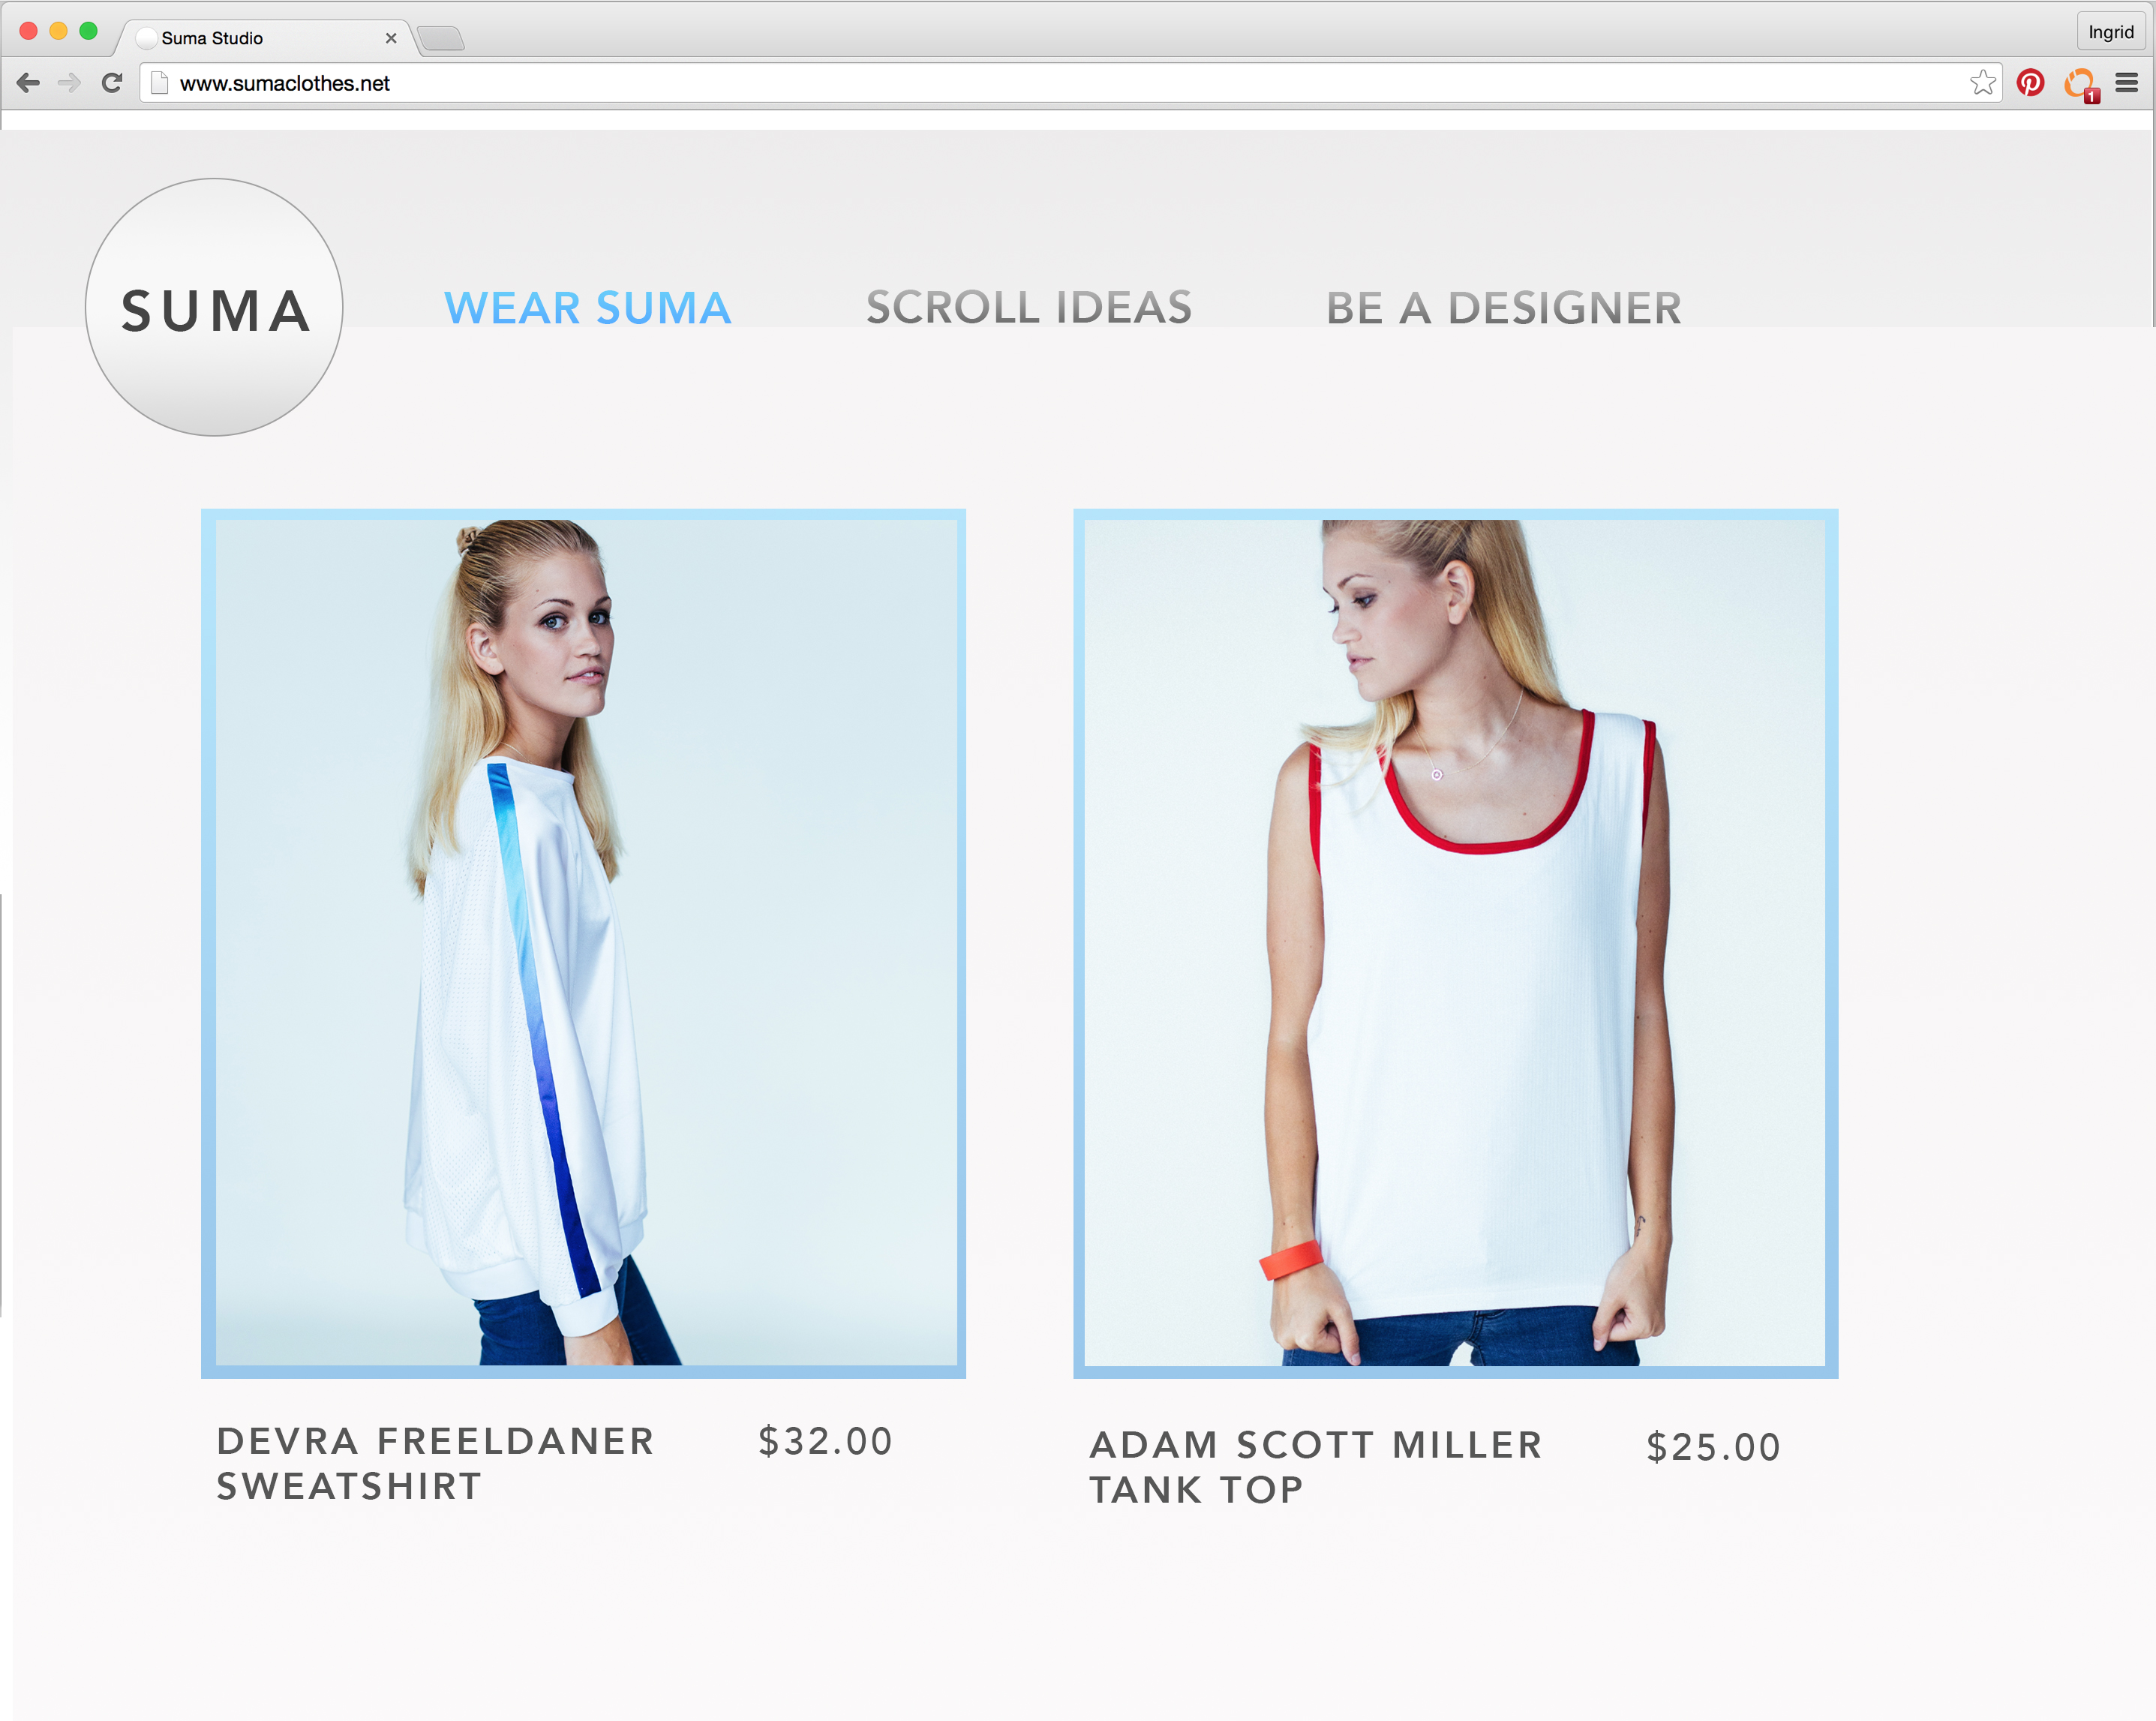 Suma Studio
Ingrid
www.sumaclothes.net
1
SUMA
WEAR SUMA
SCROLL IDEAS
BE A DESIGNER
DEVRA FREELDANER
SWEATSHIRT
$32.00
ADAM SCOTT MILLER
TANK TOP
$25.00